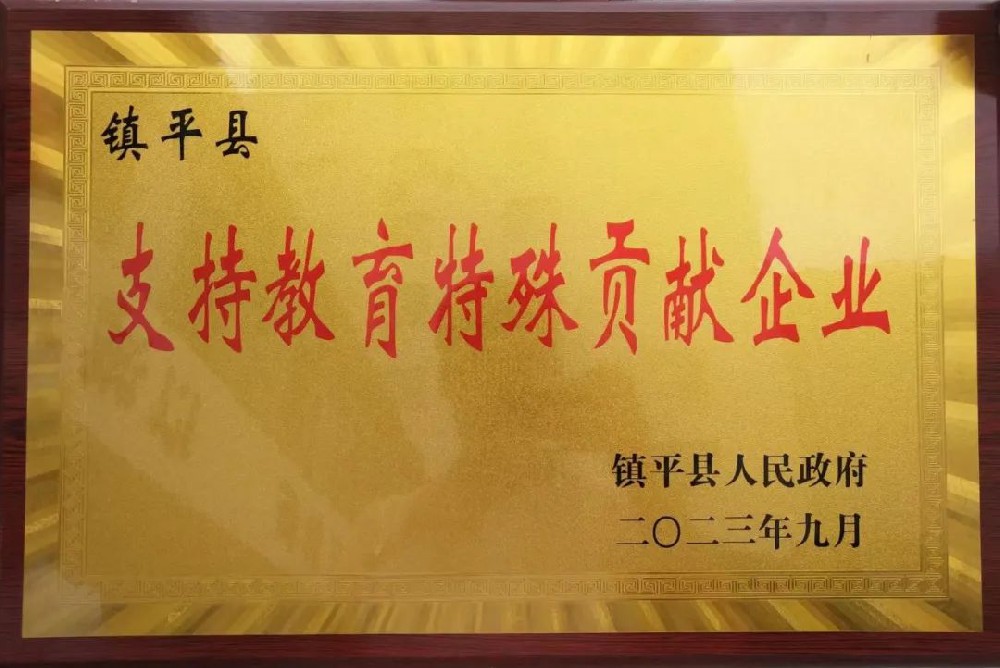 镇平县
支持教育特殊贡献企业
镇平县人民政府
二〇二三年九月